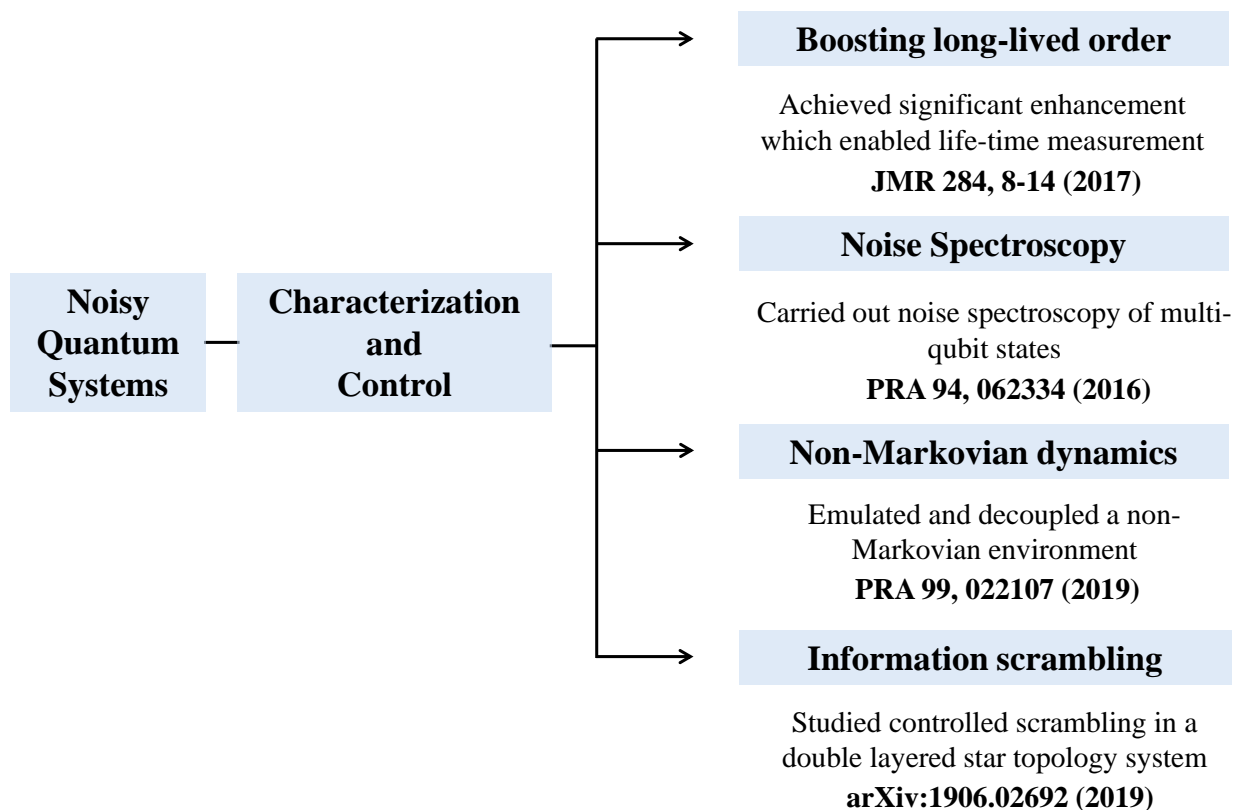 Noisy
Quantum
Systems
Characterization
and
Control
Boosting long-lived order
Achieved significant enhancement
which enabled life-time measurement
JMR 284, 8-14 (2017)
Noise Spectroscopy
Carried out noise spectroscopy of multi-
qubit states
PRA 94, 062334 (2016)
Non-Markovian dynamics
Emulated and decoupled a non-
Markovian environment
PRA 99, 022107 (2019)
Information scrambling
Studied controlled scrambling in a
double layered star topology system
arXiv:1906.02692 (2019)